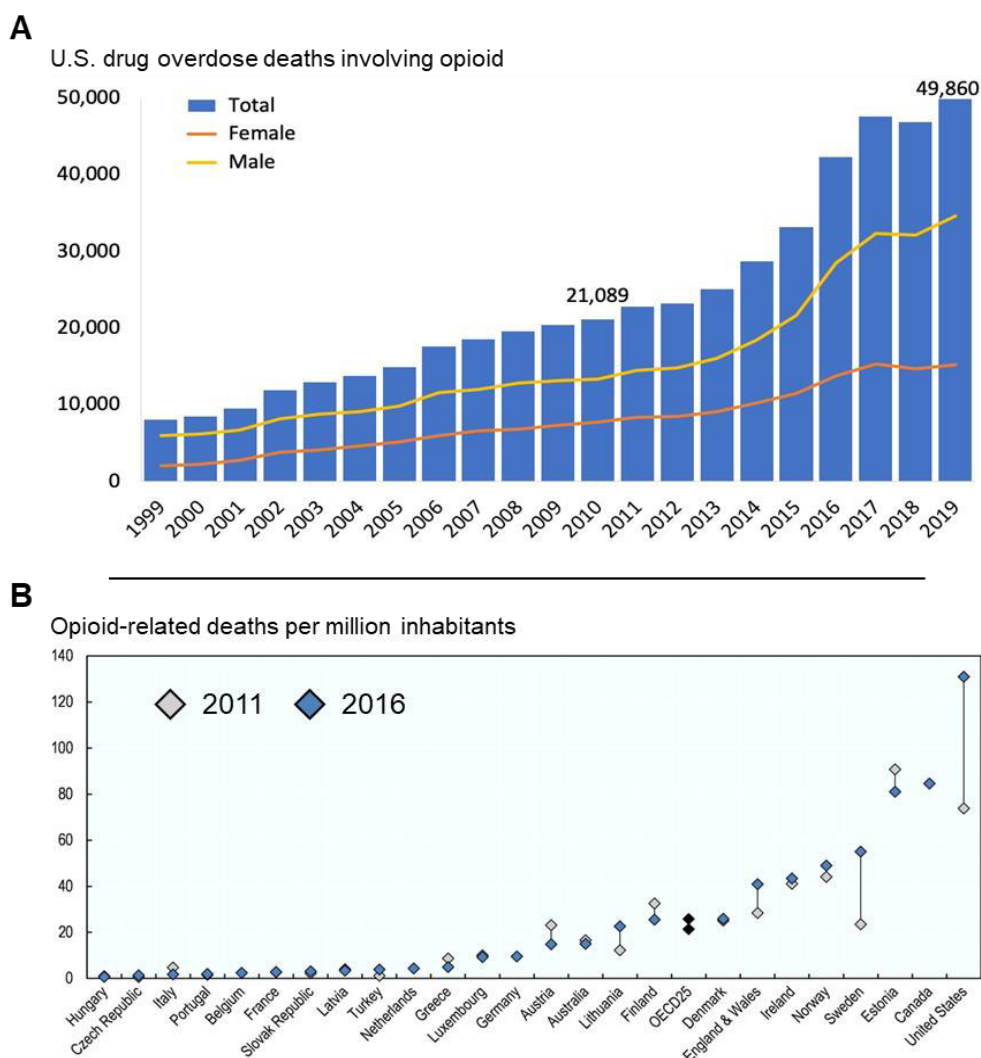 A
U.S. drug overdose deaths involving opioid
50,000
40,000
30,000
20,000
10,000
0
Total
Female
Male
21,089
49,860
1999 2000 2001 2002 2003 2004 2005 2006 2007 2008 2009 2010 2011 2012 2013 2014 2015 2016 2017 2018 2019
B
Opioid-related deaths per million inhabitants
140
120
100
80
60
40
20
0
2011 2016
Hungary
Czech Republic
Italy
Portugal
Belgium
France
Slovak Republic
Latvia
Turkey
Netherlands
Greece
Luxembourg
Germany
Austria
Australia
Lithuania
Finland
OECD25
Denmark
England & Wales
Ireland
Norway
Sweden
Estonia
Canada
United States